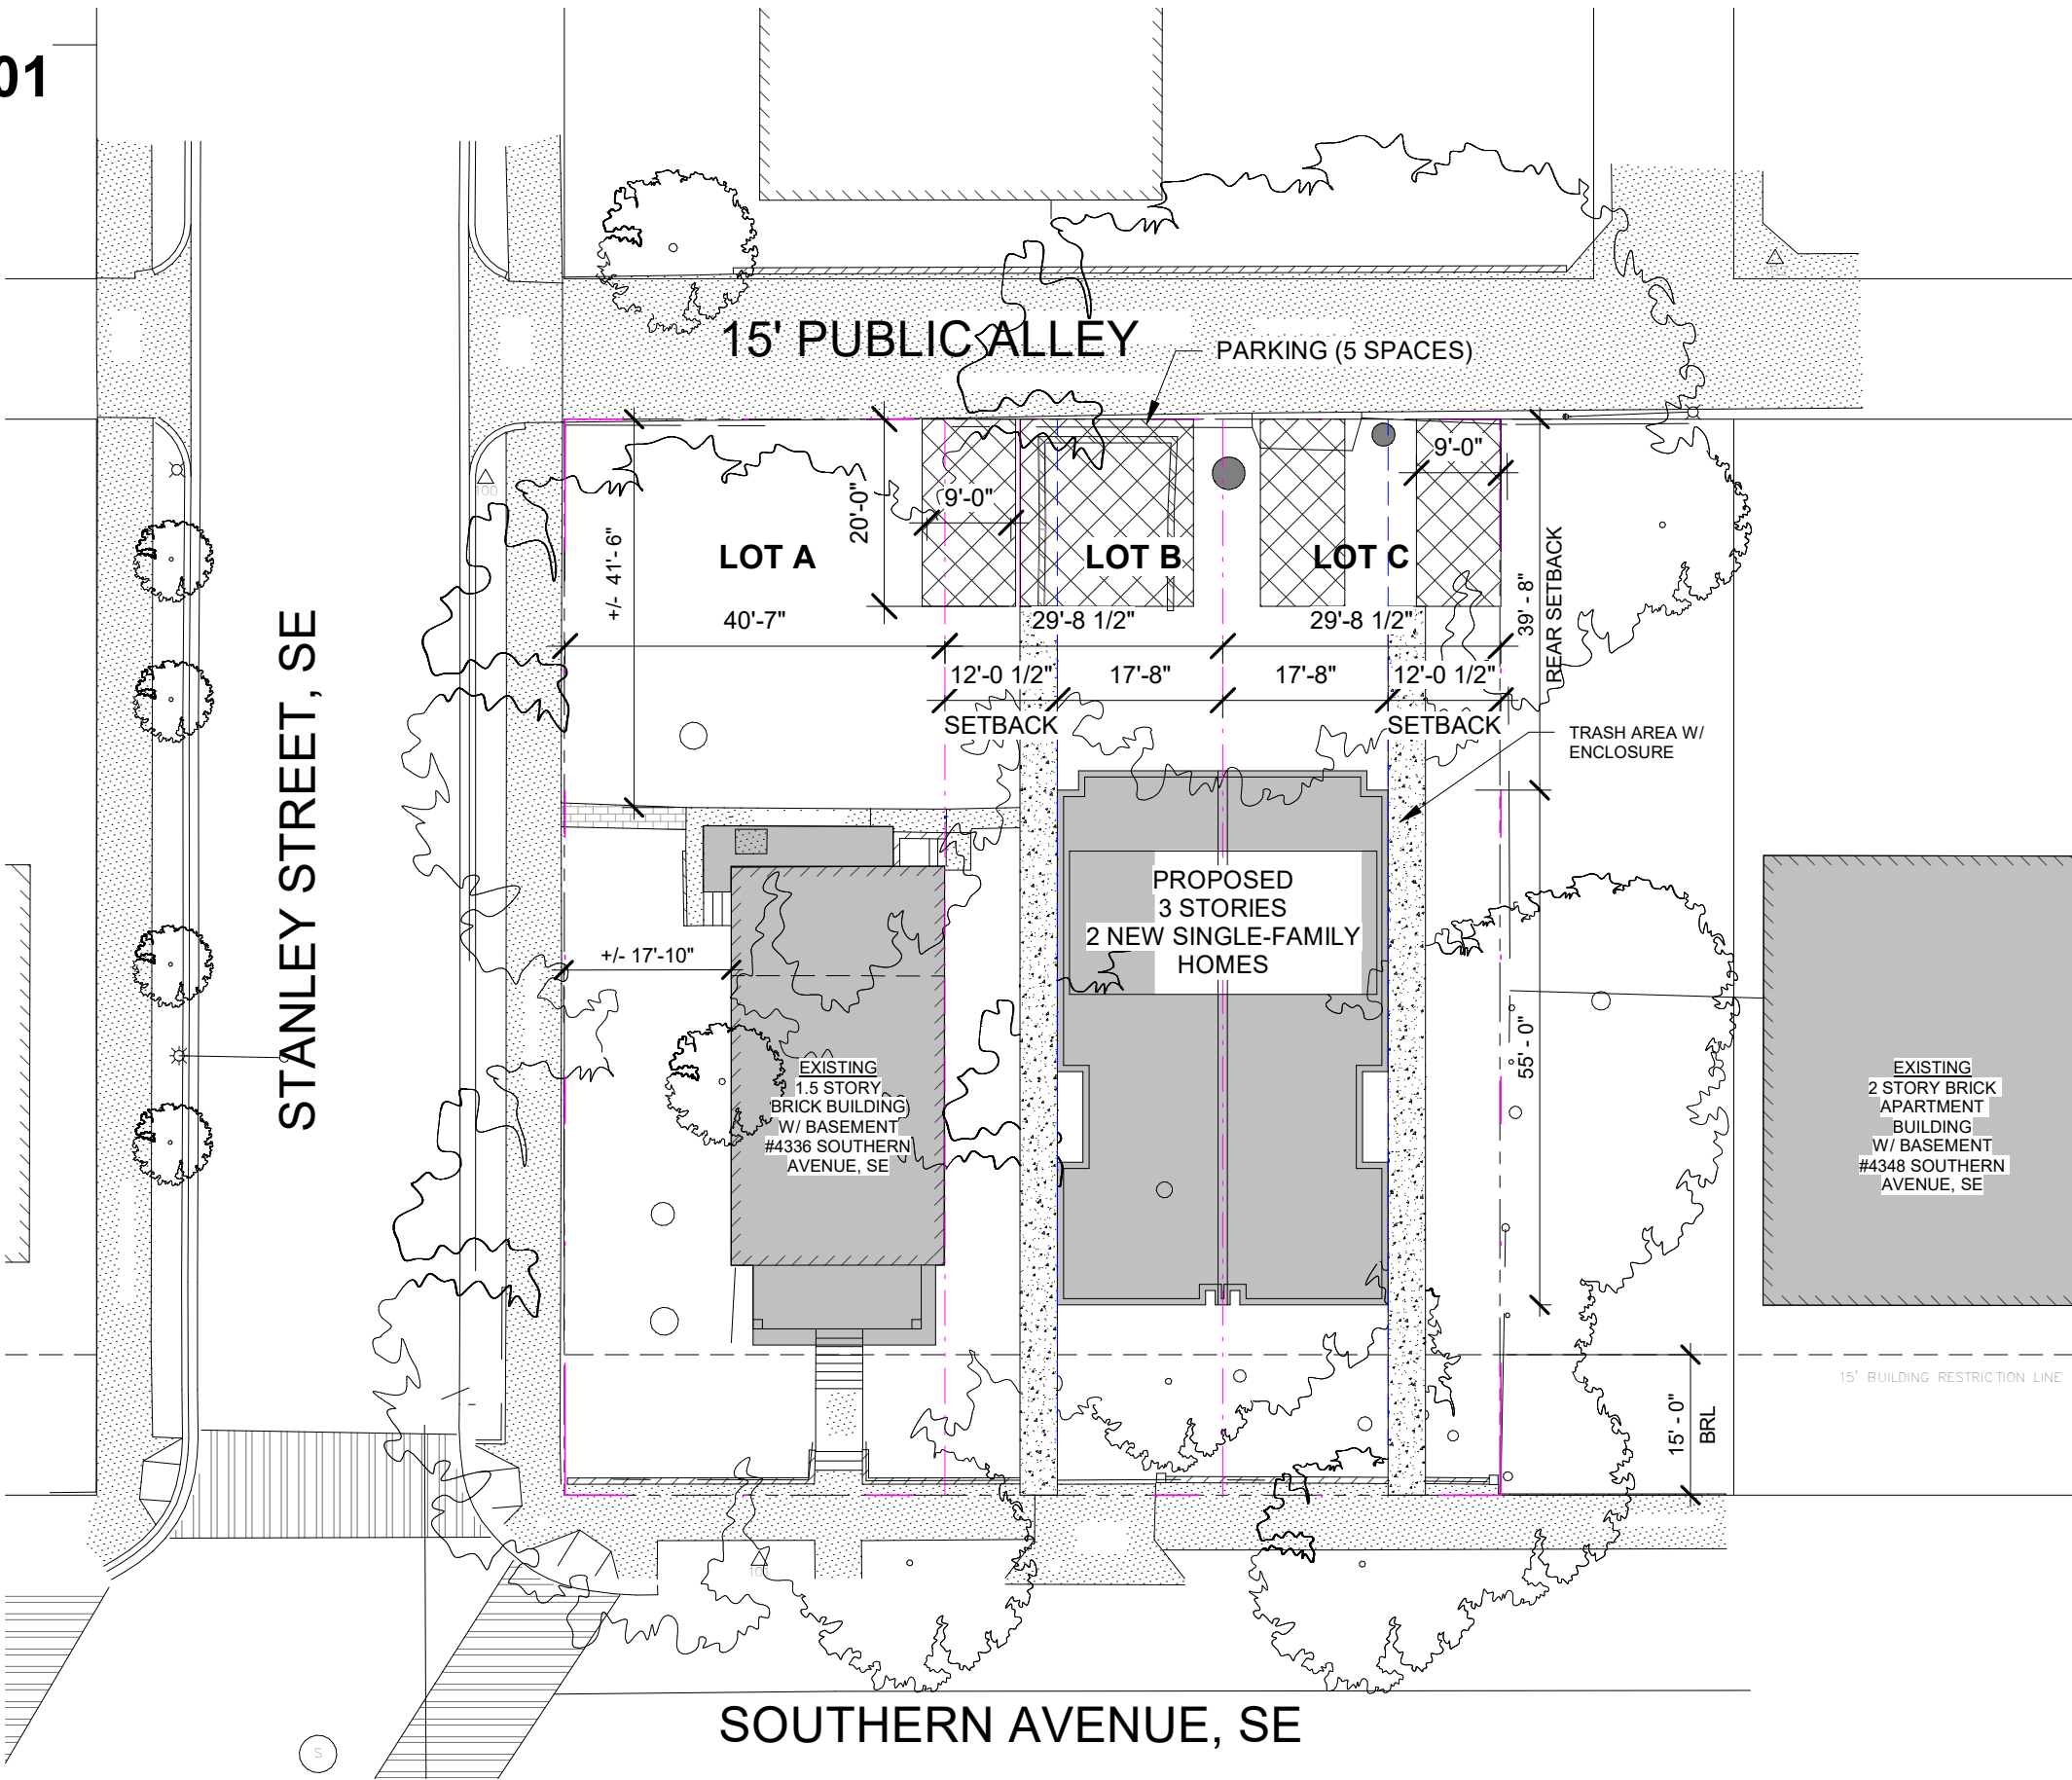 01
15' PUBLIC ALLEY
PARKING (5 SPACES)
9'-0"
9'-0"
20'-0"
+/- 41'- 6"
LOT A
LOT B
LOT C
REAR SETBACK
39' - 8"
40'-7"
29'-8 1/2"
29'-8 1/2"
12'-0 1/2"
17'-8"
17'-8"
12'-0 1/2"
SETBACK
SETBACK
TRASH AREA W/
ENCLOSURE
STANLEY STREET, SE
PROPOSED
3 STORIES
2 NEW SINGLE-FAMILY
HOMES
+/- 17'-10"
55' - 0"
EXISTING
1.5 STORY
BRICK BUILDING
W/ BASEMENT
#4336 SOUTHERN
AVENUE, SE
EXISTING
2 STORY BRICK
APARTMENT
BUILDING
W/ BASEMENT
#4348 SOUTHERN
AVENUE, SE
15' BUILDING RESTRICTION LINE
15' - 0"
BRL
100
SOUTHERN AVENUE, SE
S